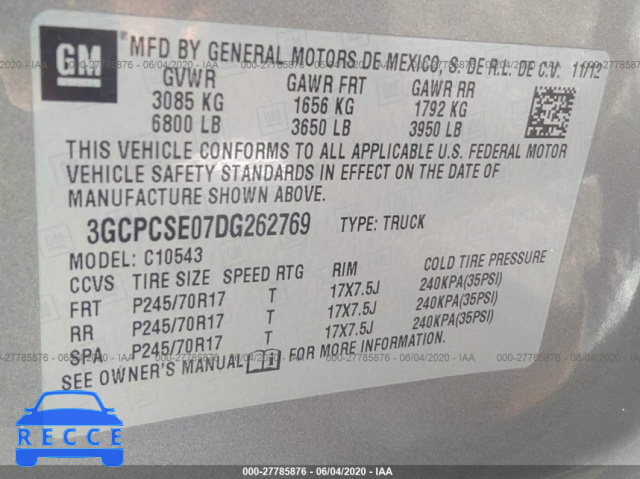 GM
MFD BY GENERAL MOTORS DE MEXICO, S. DE R.L. DE C.V. 11/12
GVWR GAWR FRT GAWR RR
3085 KG 1656 KG 1792 KG
6800 LB 3650 LB 3950 LB
THIS VEHICLE CONFORMS TO ALL APPLICABLE U.S. FEDERAL MOTOR
VEHICLE SAFETY STANDARDS IN EFFECT ON THE DATE OF
MANUFACTURE SHOWN ABOVE.
3GCPCSE07DG262769 TYPE: TRUCK
MODEL: C10543
CCVS TIRE SIZE SPEED RTG RIM COLD TIRE PRESSURE
FRT P245/70R17 T 17X7.5J 240KPA(35PSI)
RR P245/70R17 T 17X7.5J 240KPA(35PSI)
SPA P245/70R17 T 17X7.5J 240KPA(35PSI)
SEE OWNER'S MANUAL FOR MORE INFORMATION.
RECCE
000-27785876 - 06/04/2020 - IAA